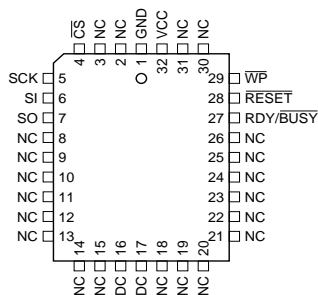 CS NC NC GND VCC NC NC
4 3 2 1 32 31 30
SCK 5 29 WP
SI 6 28 RESET
SO 7 27 RDY/BUSY
NC 8 26 NC
NC 9 25 NC
NC 10 24 NC
NC 11 23 NC
NC 12 22 NC
NC 13 21 NC
14 15 16 17 18 19 20
NC NC DC DC NC NC NC